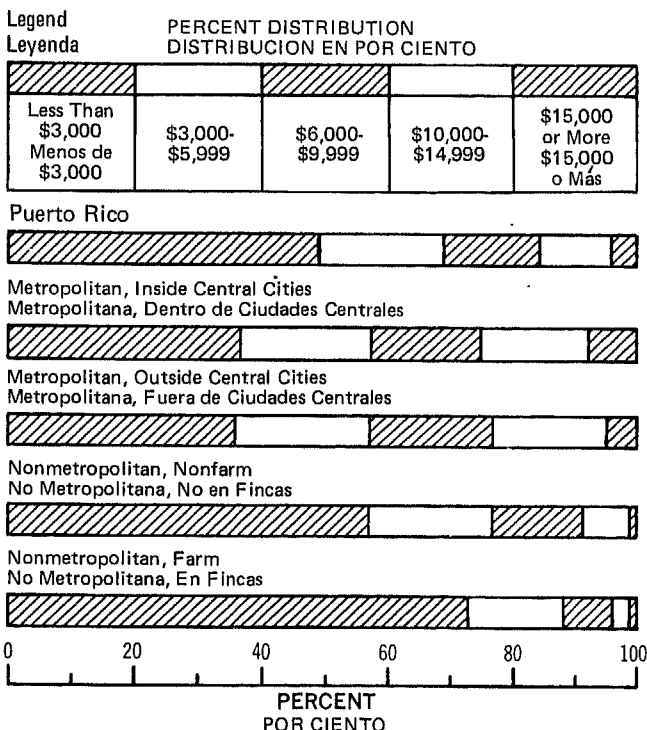 Legend
Leyenda
PERCENT DISTRIBUTION
DISTRIBUCION EN POR CIENTO
Less Than
$3,000
Menos de
$3,000
$3,000-
$5,999
$6,000-
$9,999
$10,000-
$14,999
$15,000
or More
$15,000
o Más
Puerto Rico
Metropolitan, Inside Central Cities
Metropolitana, Dentro de Ciudades Centrales
Metropolitan, Outside Central Cities
Metropolitana, Fuera de Ciudades Centrales
Nonmetropolitan, Nonfarm
No Metropolitana, No en Fincas
Nonmetropolitan, Farm
No Metropolitana, En Fincas
0 20 40 60 80 100
PERCENT
POR CIENTO